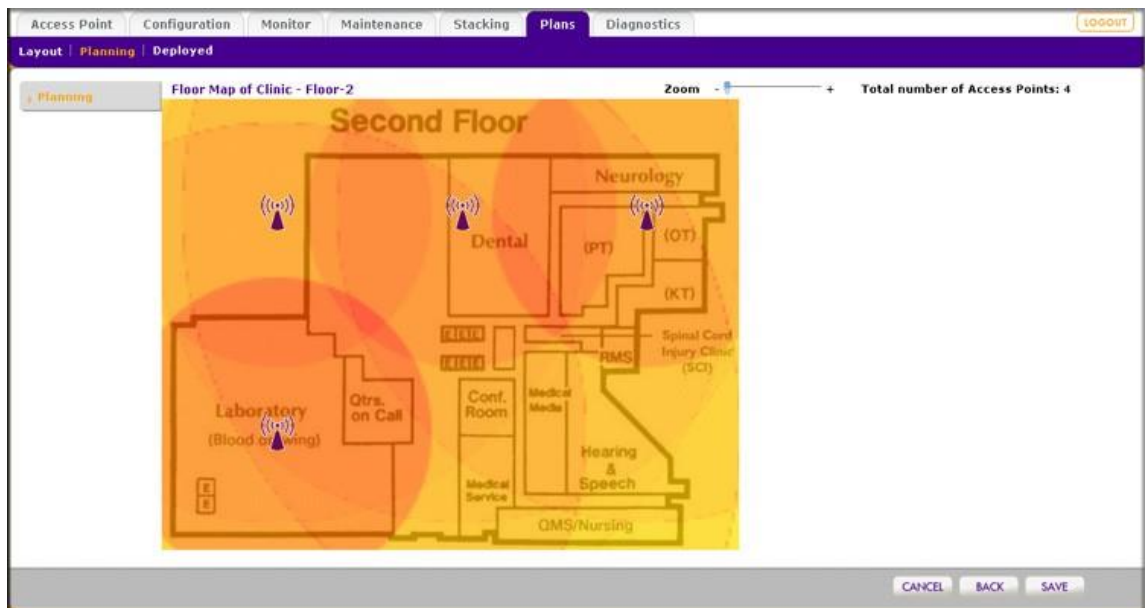 Access Point Configuration Monitor Maintenance Stacking Plans Diagnostics LOGOUT
Layout Planning Deployed
Planning
Floor Map of Clinic - Floor-2 Zoom - + Total number of Access Points: 4
Second Floor
Neurology
Dental
(PT)
(OT)
(KT)
E E E
E E E
RMS
Spinal Cord
Injury Clinic
(SCI)
Laboratory
(Blood wing)
Qtrs.
on Call
Conf.
Room
Medical
Media
E
E
Medical
Service
Hearing
&
Speech
QMS/Nursing
CANCEL BACK SAVE